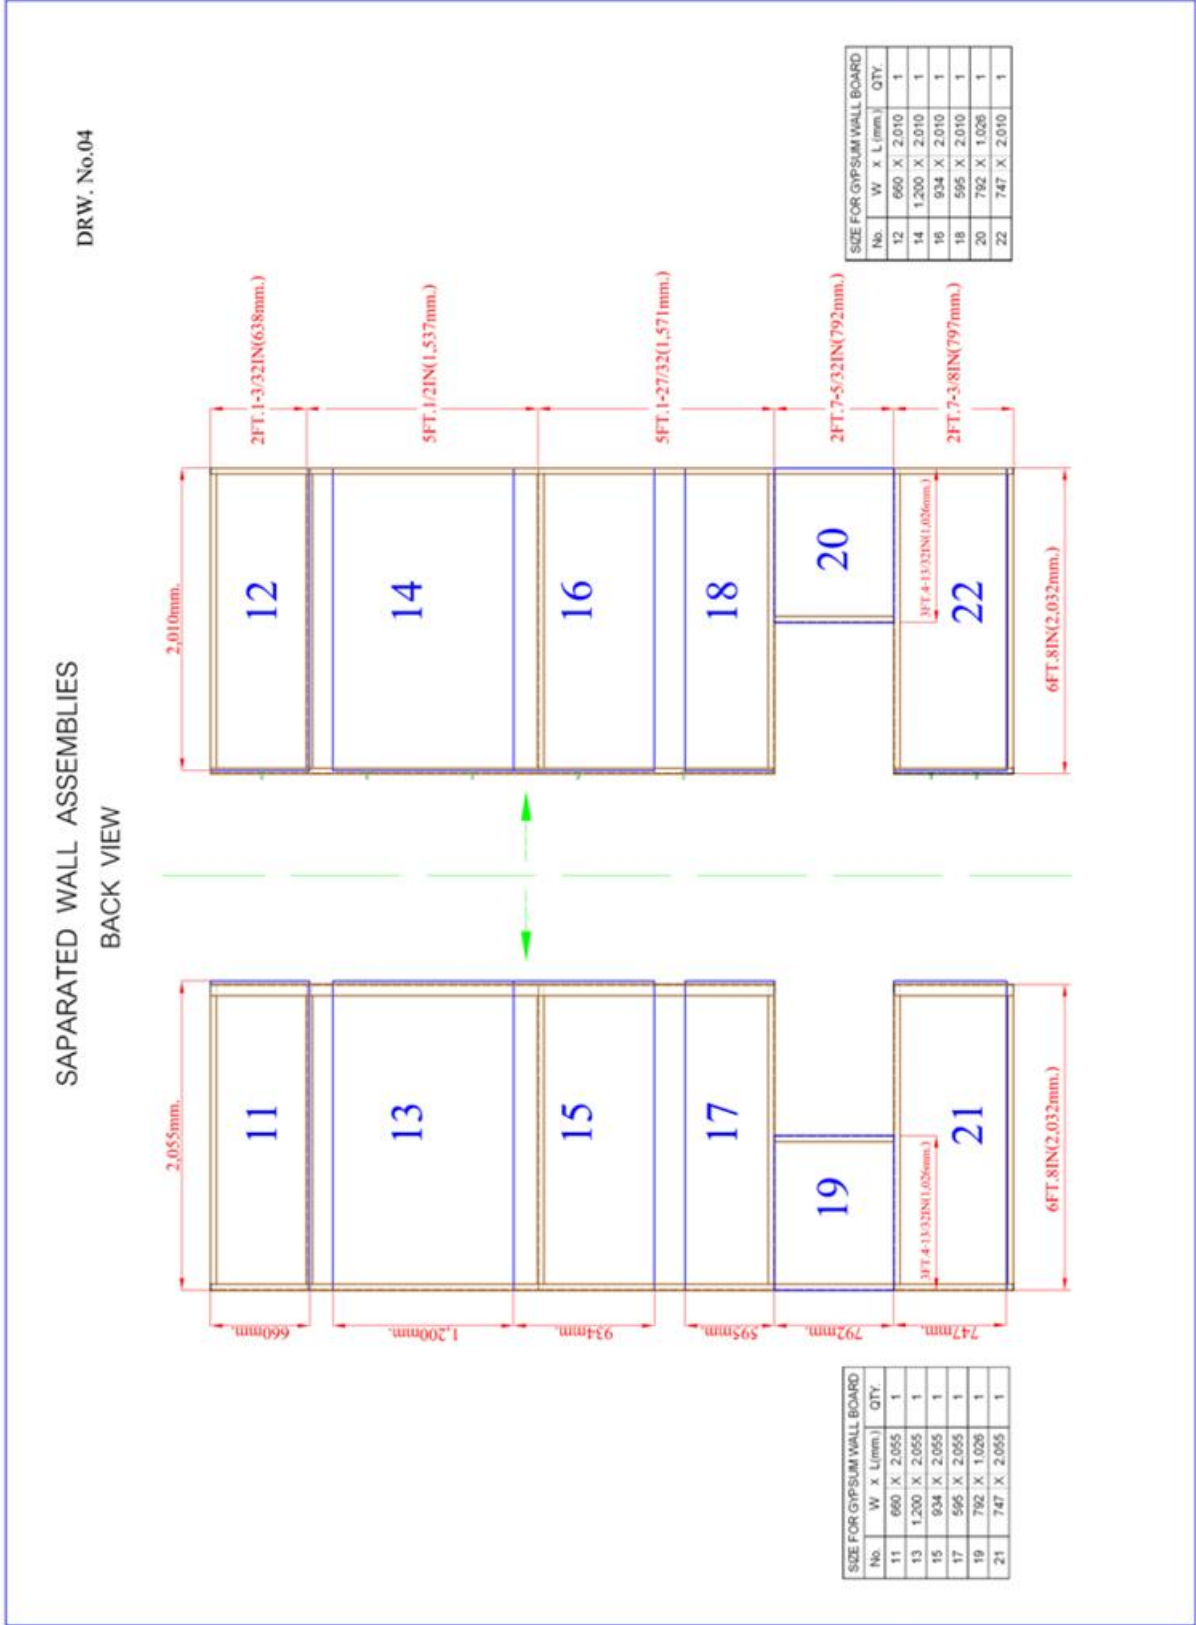 SAPARATED WALL ASSEMBLIES
BACK VIEW
DRW. No.04
2,055mm.
2,010mm.
11
13
15
17
19
21
12
14
16
18
20
22
660mm.
1,200mm.
934mm.
595mm.
792mm.
747mm.
2FT.1-3/32IN(638mm.)
5FT.1/2IN(1,537mm.)
5FT.1-27/32(1,571mm.)
2FT.7-5/32IN(792mm.)
2FT.7-3/8IN(797mm.)
3FT.4-13/32IN(1,026mm.)
3FT.4-13/32IN(1,026mm.)
6FT.8IN(2,032mm.)
6FT.8IN(2,032mm.)
SIZE FOR GYPSUM WALL BOARD
No. W x L(mm.) QTY.
11 660 X 2,055 1
13 1,200 X 2,055 1
15 934 X 2,055 1
17 595 X 2,055 1
19 792 X 1,026 1
21 747 X 2,055 1
SIZE FOR GYPSUM WALL BOARD
No. W x L (mm.) QTY.
12 660 X 2,010 1
14 1,200 X 2,010 1
16 934 X 2,010 1
18 595 X 2,010 1
20 792 X 1,026 1
22 747 X 2,010 1